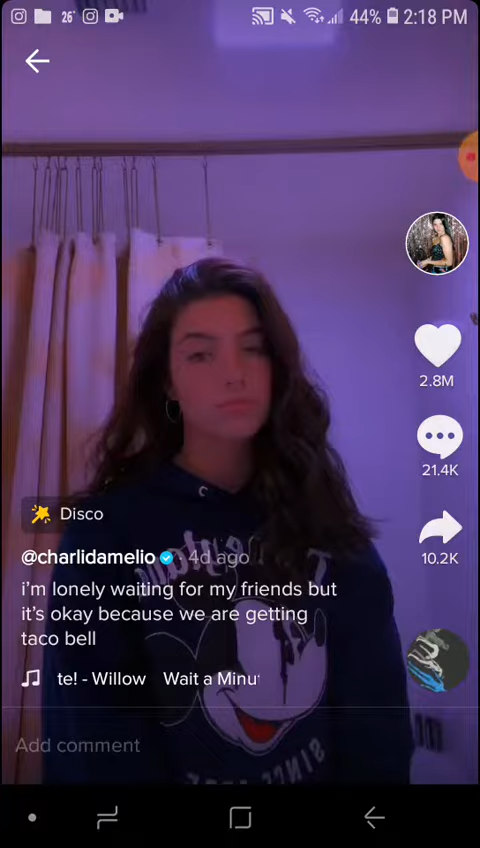 26°
44%
2:18 PM
2.8M
21.4K
Disco
10.2K
@charlidamelio · 4d ago
i'm lonely waiting for my friends but
it's okay because we are getting
taco bell
te! - Willow Wait a Minu
Add comment